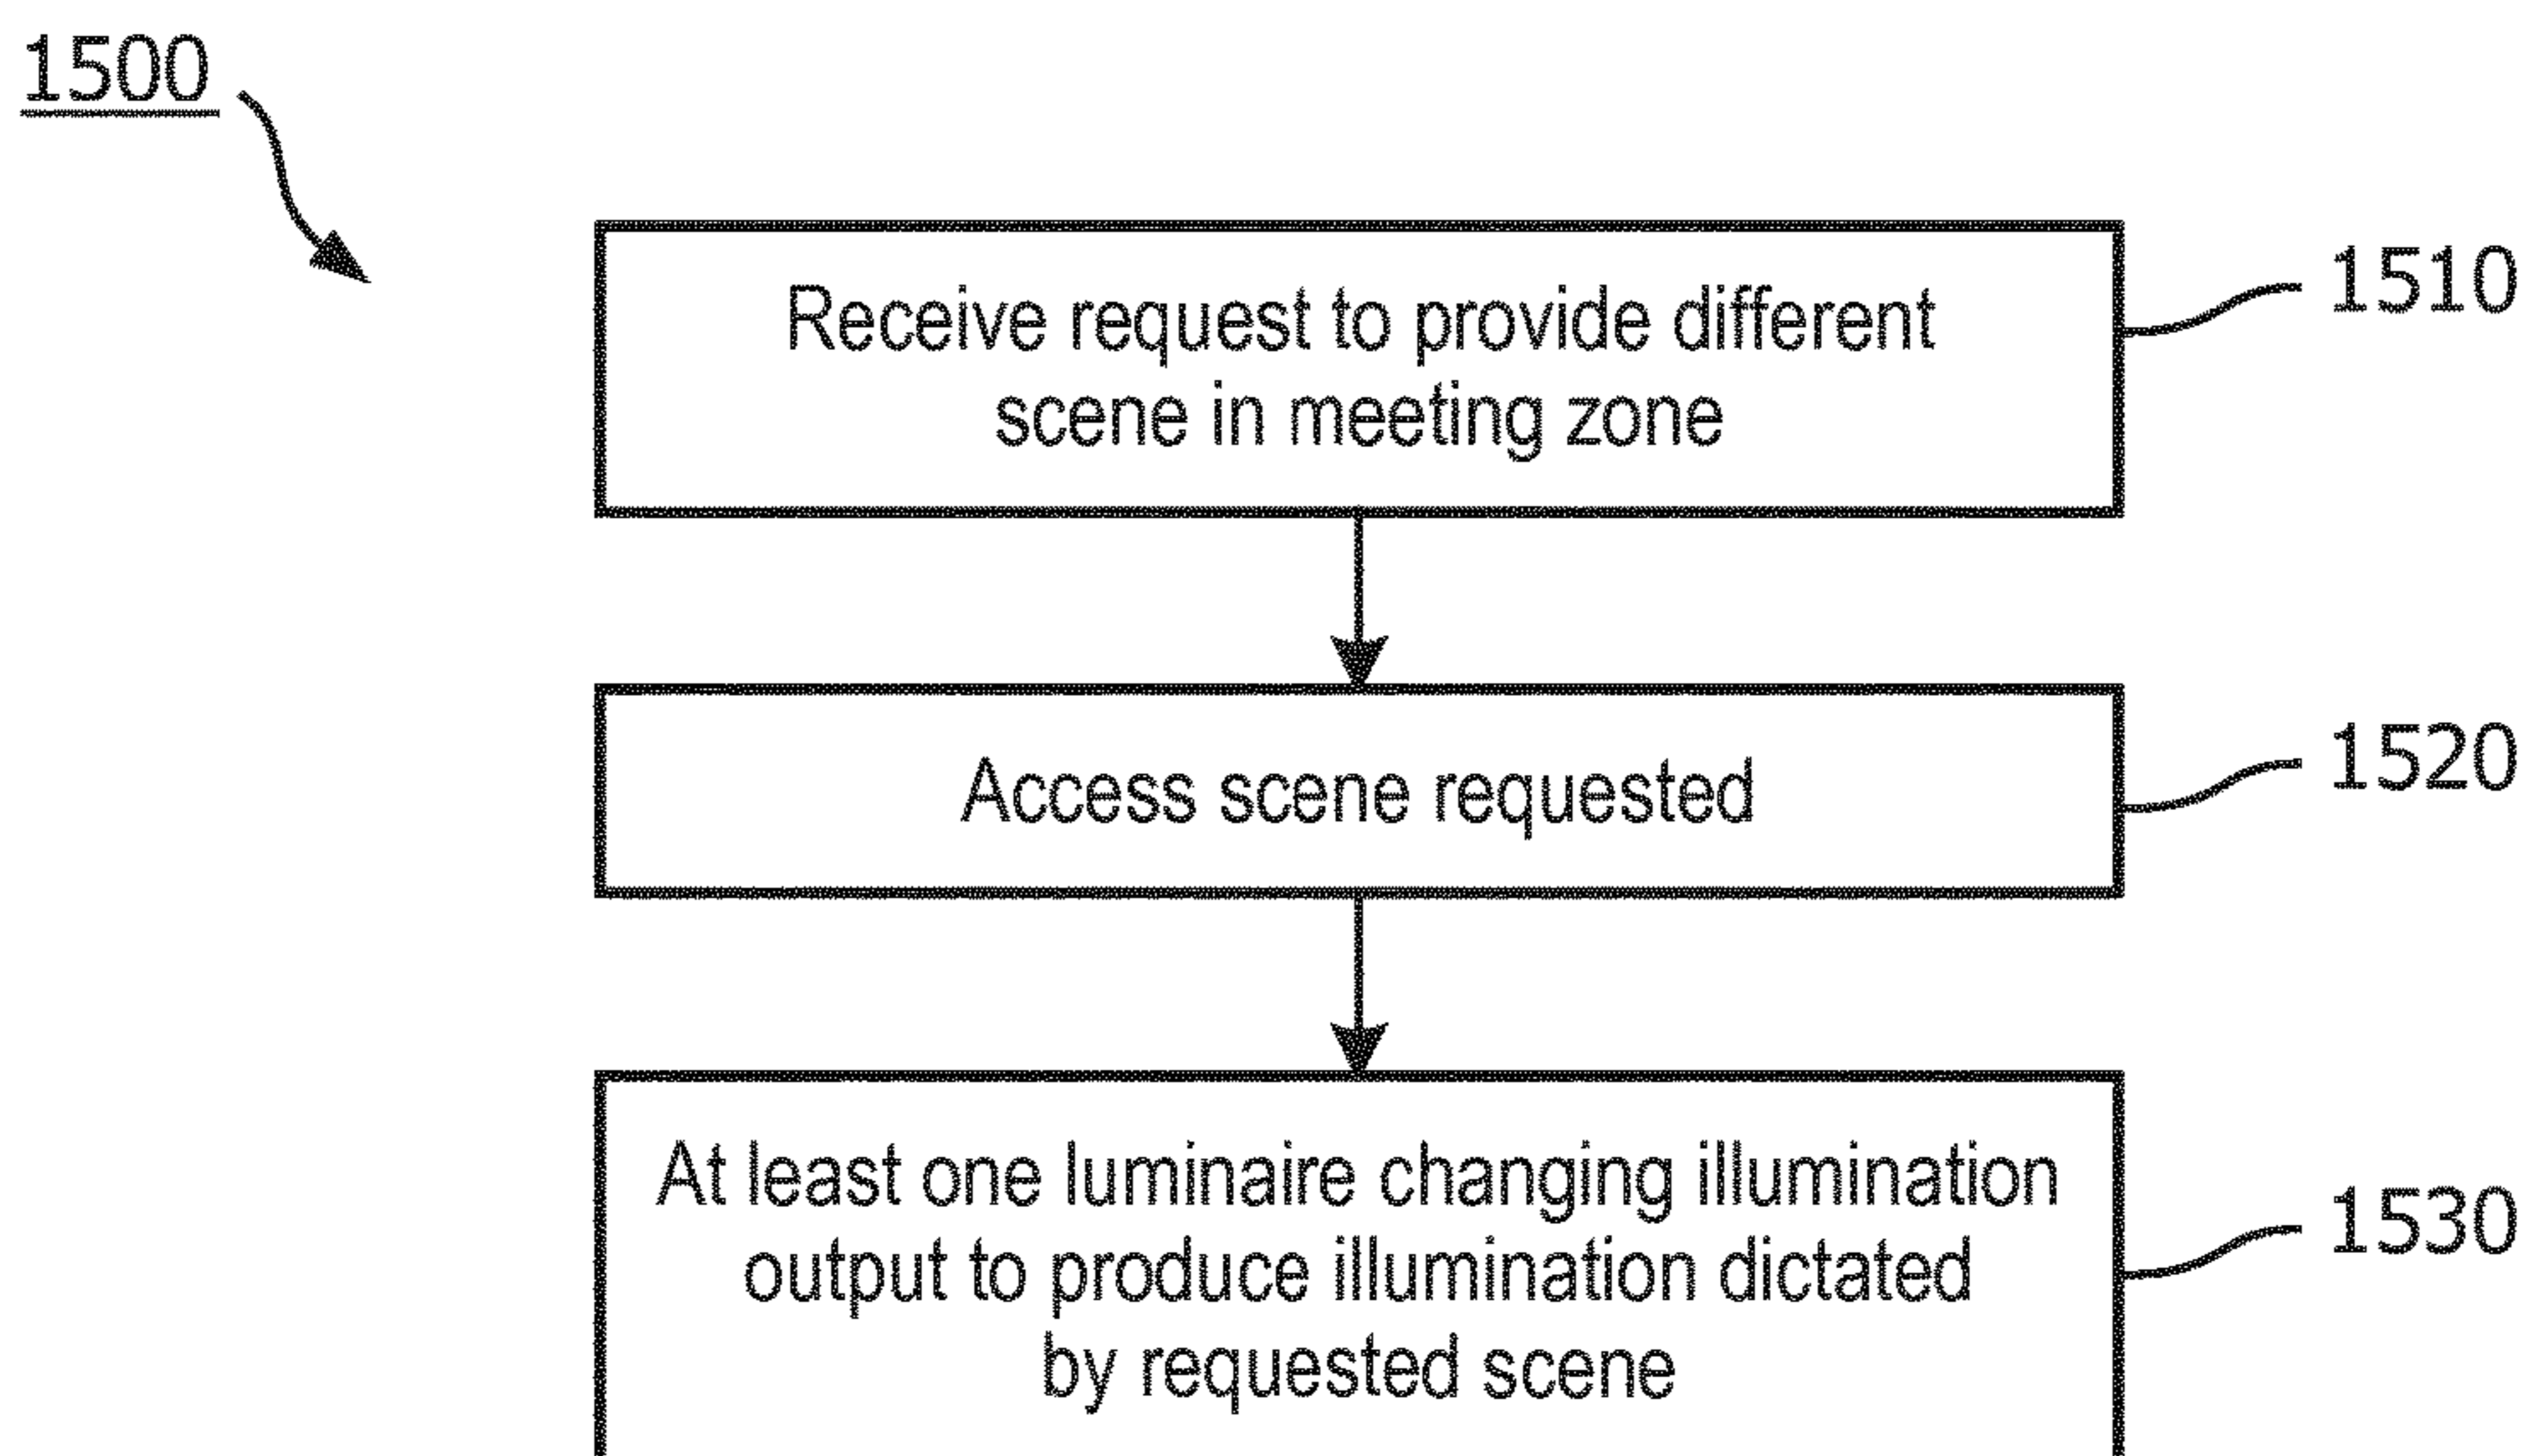 1500
Receive request to provide different
scene in meeting zone
1510
Access scene requested
1520
At least one luminaire changing illumination
output to produce illumination dictated
by requested scene
1530